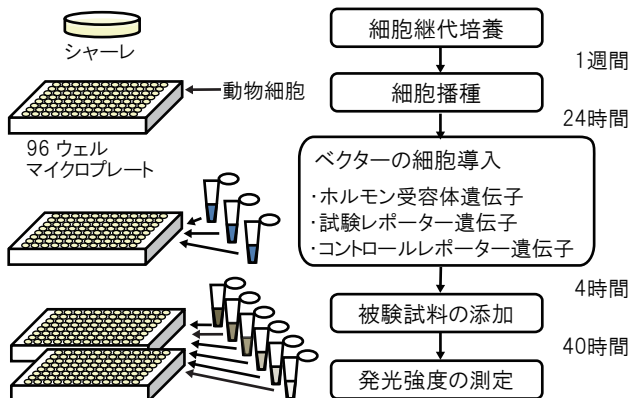 シャーレ
動物細胞
96 ウェル
マイクロプレート
細胞継代培養
1週間
細胞播種
24時間
ベクターの細胞導入
・ホルモン受容体遺伝子
・試験レポーター遺伝子
・コントロールレポーター遺伝子
4時間
被験試料の添加
40時間
発光強度の測定